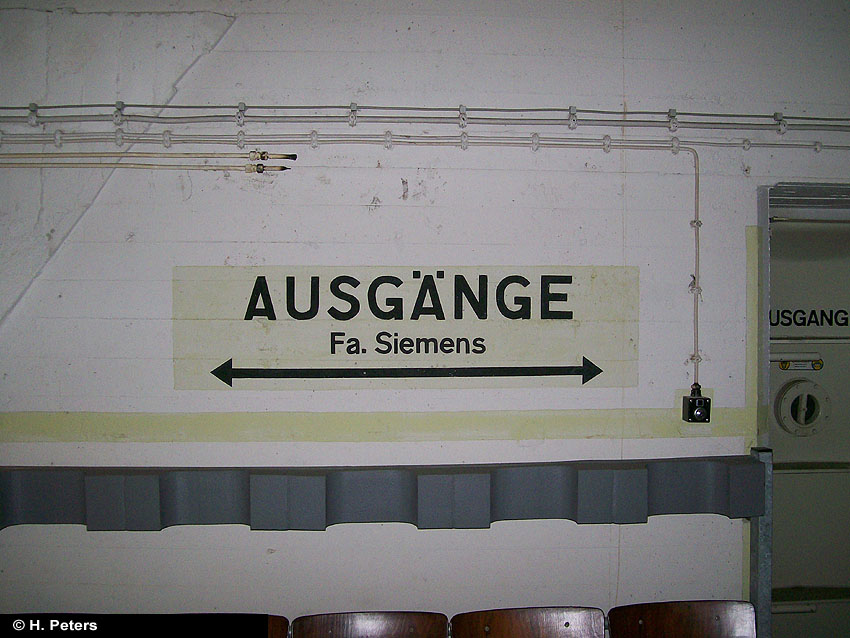 AUSGÄNGE
Fa. Siemens
USGANG
© H. Peters